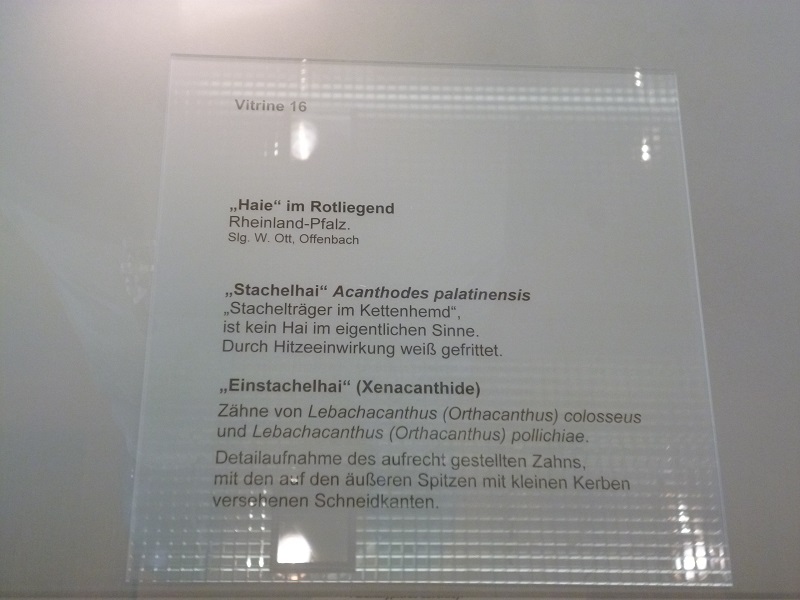 Vitrine 16
„Haie“ im Rotliegend
Rheinland-Pfalz.
Slg. W. Ott, Offenbach
„Stachelhai“ Acanthodes palatinensis
„Stachelträger im Kettenhemd“,
ist kein Hai im eigentlichen Sinne.
Durch Hitzeeinwirkung weiß gefrittet.
„Einstachelhai“ (Xenacanthide)
Zähne von Lebachacanthus (Orthacanthus) colosseus
und Lebachacanthus (Orthacanthus) pollichiae.
Detailaufnahme des aufrecht gestellten Zahns,
mit den auf den äußeren Spitzen mit kleinen Kerben
versehenen Schneidkanten.